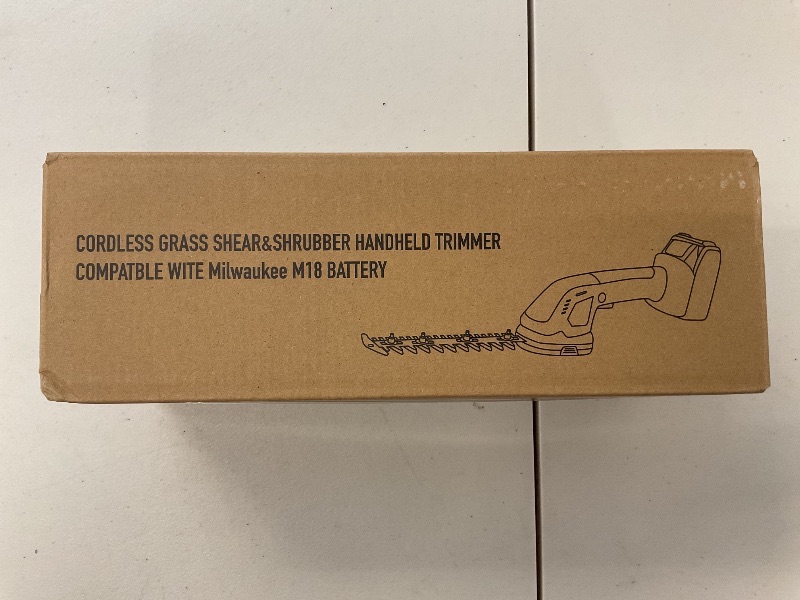 CORDLESS GRASS SHEAR&SHRUBBER HANDHELD TRIMMER
COMPATBLE WITE Milwaukee M18 BATTERY